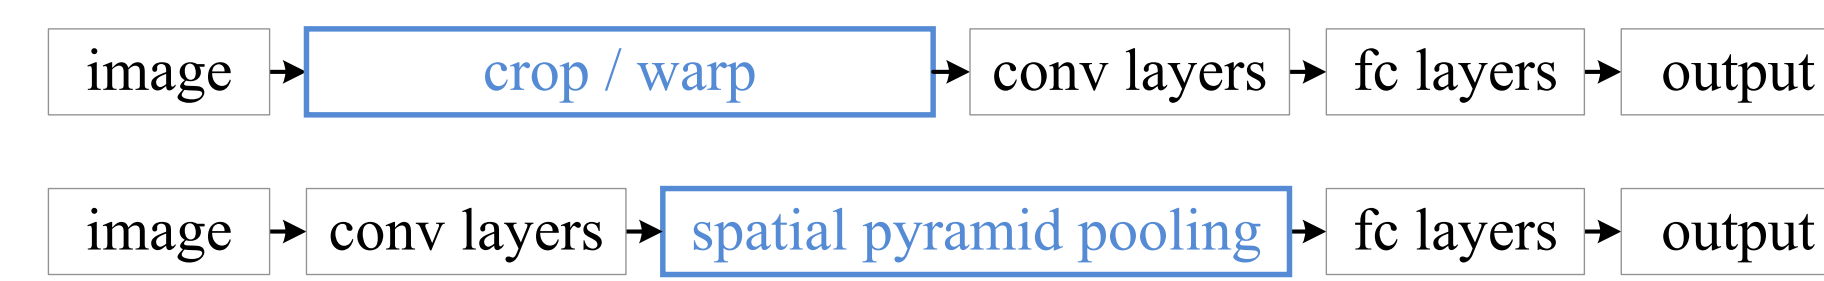 image crop / warp conv layers fc layers output
image conv layers spatial pyramid pooling fc layers output